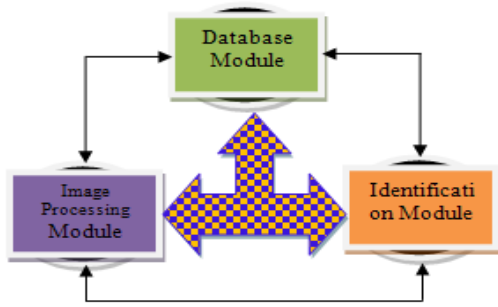 Database
Module
Image
Processing
Module
Identificati
on Module